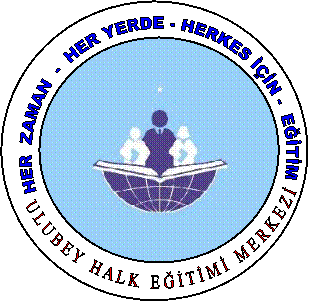 HER ZAMAN - HER YERDE - HERKES İÇİN - EĞİTİM
ULUBEY HALK EĞİTİMİ MERKEZİ